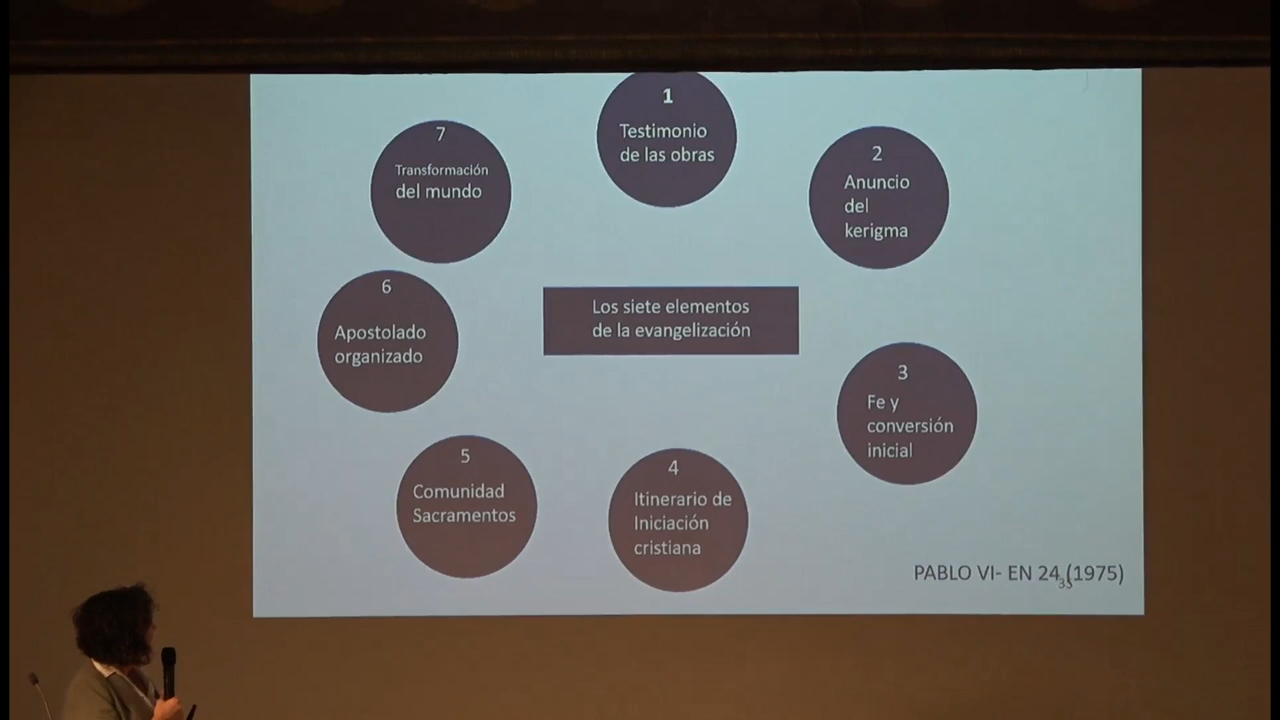 1
Testimonio
de las obras
2
Anuncio
del
kerigma
3
Fe y
conversión
inicial
4
Itinerario de
Iniciación
cristiana
5
Comunidad
Sacramentos
6
Apostolado
organizado
7
Transformación
del mundo
Los siete elementos
de la evangelización
PABLO VI- EN 24 (1975)
35